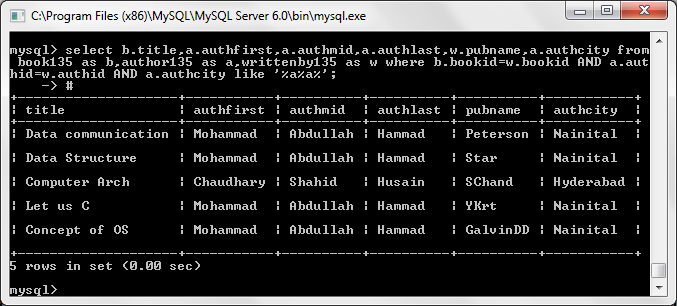 C:\Program Files (x86)\MySQL\MySQL Server 6.0\bin\mysql.exe
mysql> select b.title,a.authfirst,a.authmid,a.authlast,w.pubname,a.authcity from
 book135 as b,author135 as a,writtenby135 as w where b.bookid=w.bookid AND a.aut
hid=w.authid AND a.authcity like '%a%a%';
    -> #
+--------------------+-----------+----------+----------+----------+-----------+
| title              | authfirst | authmid  | authlast | pubname  | authcity  |
+--------------------+-----------+----------+----------+----------+-----------+
| Data communication | Mohammad  | Abdullah | Hammad   | Peterson | Nainital  |
| Data Structure     | Mohammad  | Abdullah | Hammad   | Star     | Nainital  |
| Computer Arch      | Chaudhary | Shahid   | Husain   | SChand   | Hyderabad |
| Let us C           | Mohammad  | Abdullah | Hammad   | YKrt     | Nainital  |
| Concept of OS      | Mohammad  | Abdullah | Hammad   | GalvinDD | Nainital  |
+--------------------+-----------+----------+----------+----------+-----------+
5 rows in set (0.00 sec)
mysql>